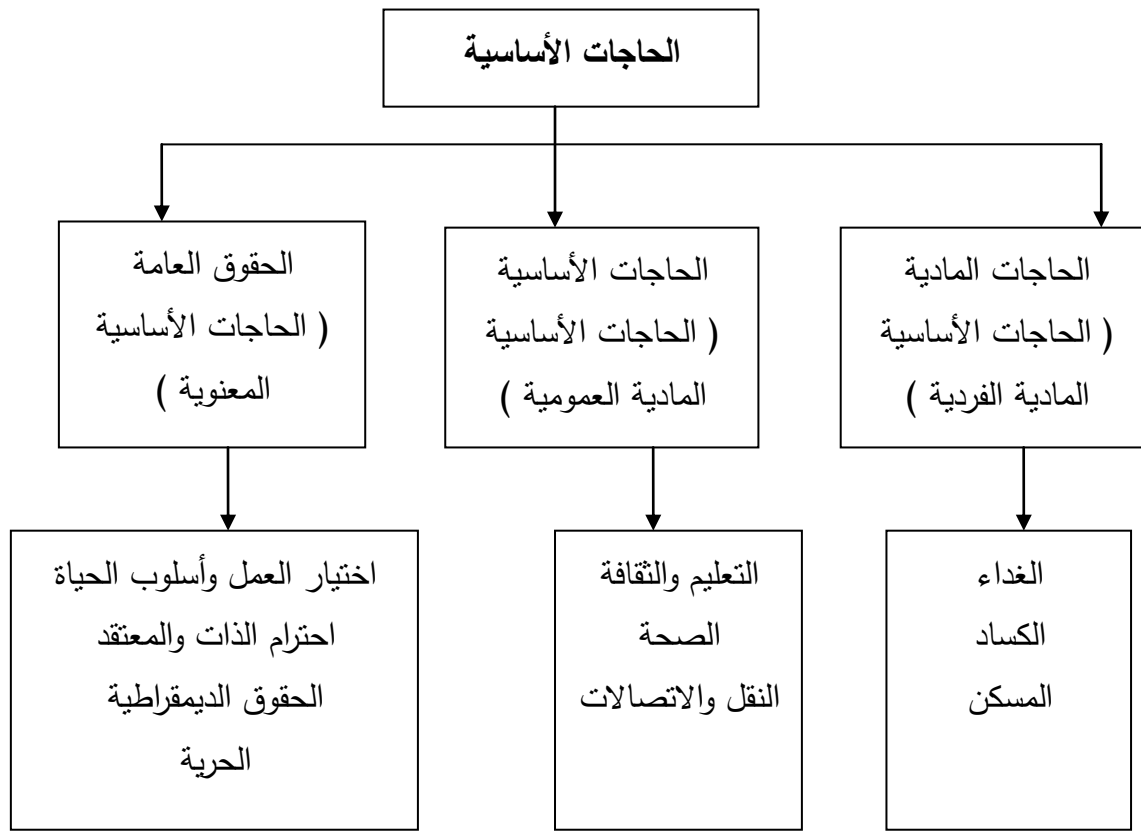 الحاجات الأساسية
الحاجات المادية
( الحاجات الأساسية
المادية الفردية )
الحاجات الأساسية
( الحاجات الأساسية
المادية العمومية )
الحقوق العامة
( الحاجات الأساسية
المعنوية )
الغداء
الكساد
المسكن
التعليم والثقافة
الصحة
النقل والاتصالات
اختيار العمل وأسلوب الحياة
احترام الذات والمعتقد
الحقوق الديمقراطية
الحرية